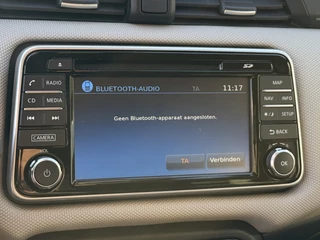 SD
RADIO
MAP
BLUETOOTH-AUDIO TA 11:17
CD MEDIA
NAV INFO
Geen Bluetooth-apparaat aangesloten.
SETUP
CAMERA
BACK
TA Verbinden
OK